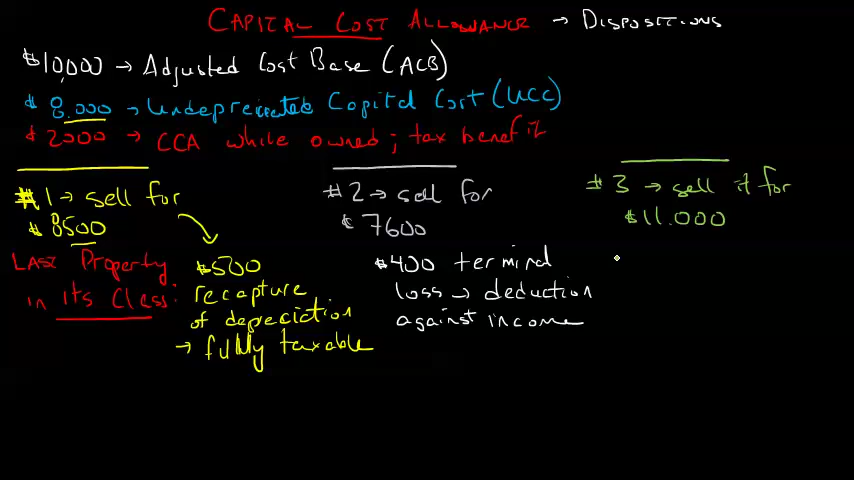 CAPITAL COST ALLOWANCE → DISPOSITIONS
$10,000 → Adjusted Cost Base (ACB)
$ 8,000 → Undepreciated Capital Cost (UCC)
$ 2000 → CCA while owned; tax benefit
#1 → sell for
$8500
#2 → sell for
$7600
#3 → sell it for
$11,000
LAST Property
in its Class:
$500
recapture
of depreciation
→ fully taxable
$400 terminal
loss → deduction
against income